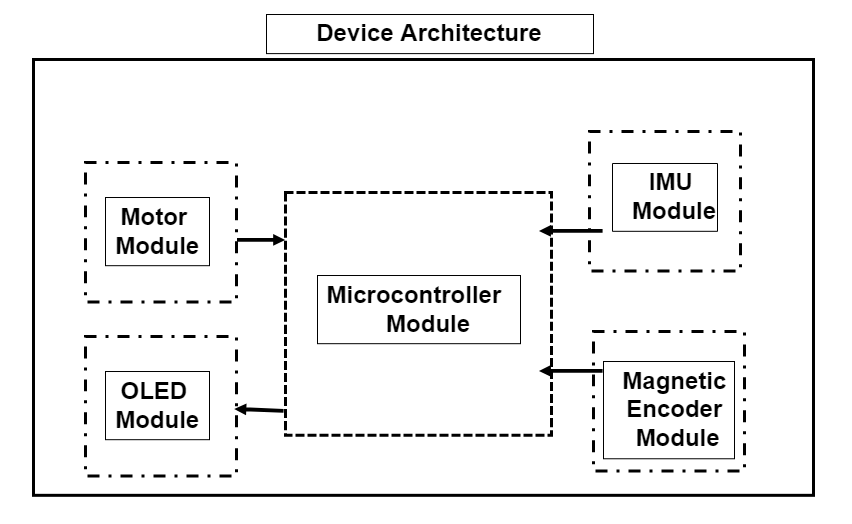 Device Architecture
Motor
Module
OLED
Module
Microcontroller
Module
IMU
Module
Magnetic
Encoder
Module